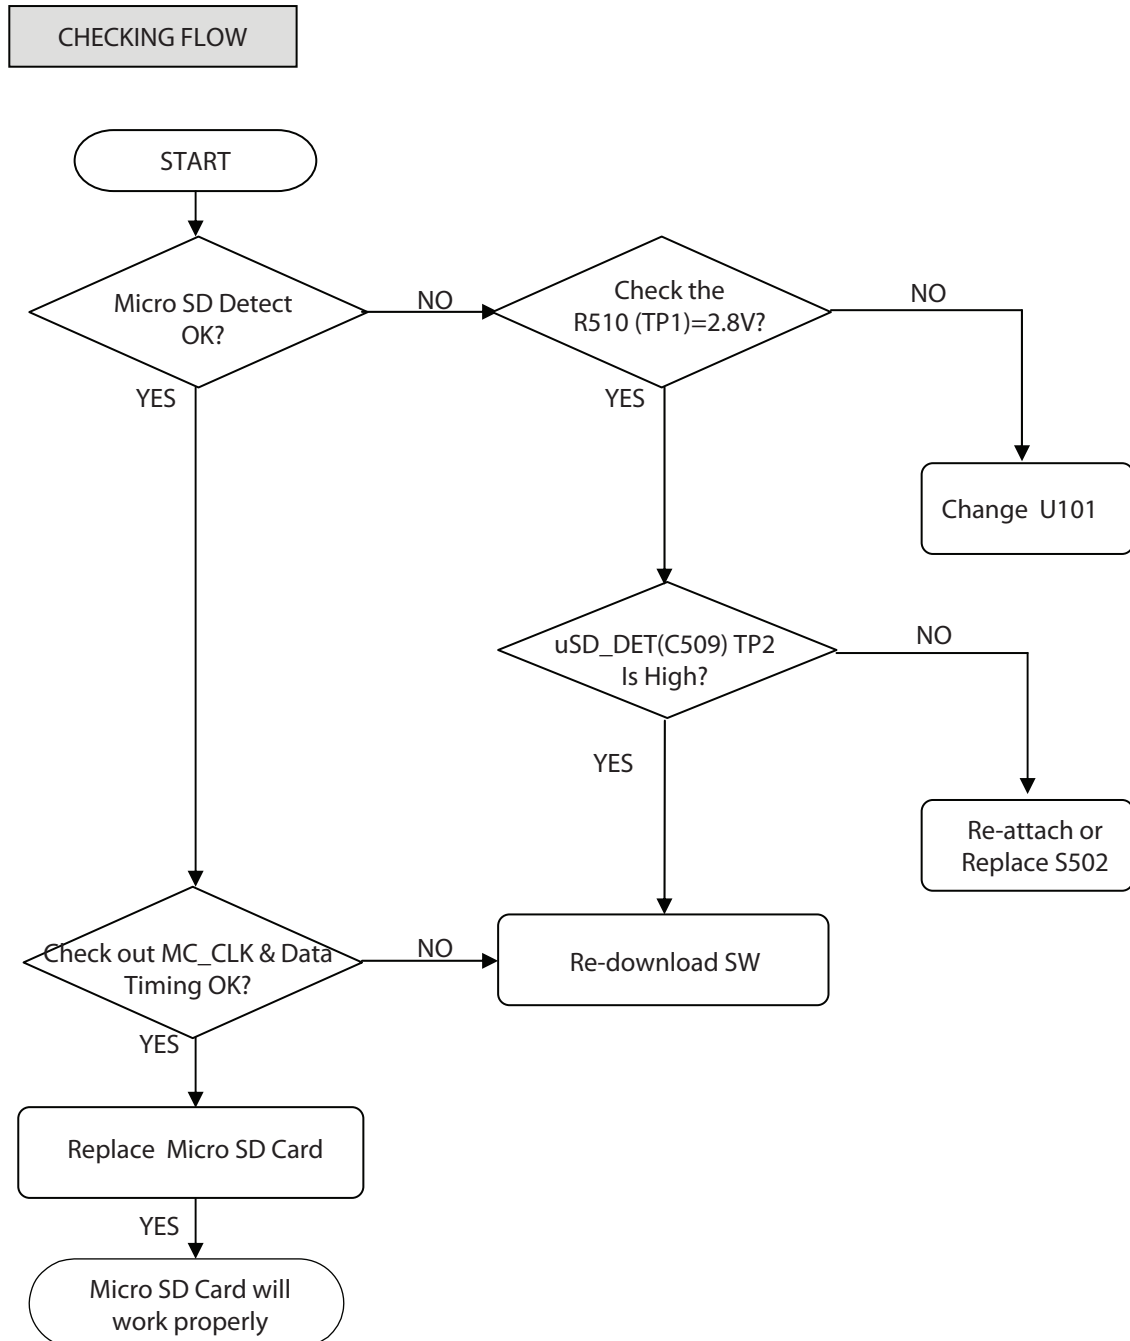 CHECKING FLOW
START
Micro SD Detect
OK?
NO
Check the
R510 (TP1)=2.8V?
NO
YES
YES
Change U101
uSD_DET(C509) TP2
Is High?
NO
YES
Re-attach or
Replace S502
Check out MC_CLK & Data
Timing OK?
NO
Re-download SW
YES
Replace Micro SD Card
YES
Micro SD Card will
work properly